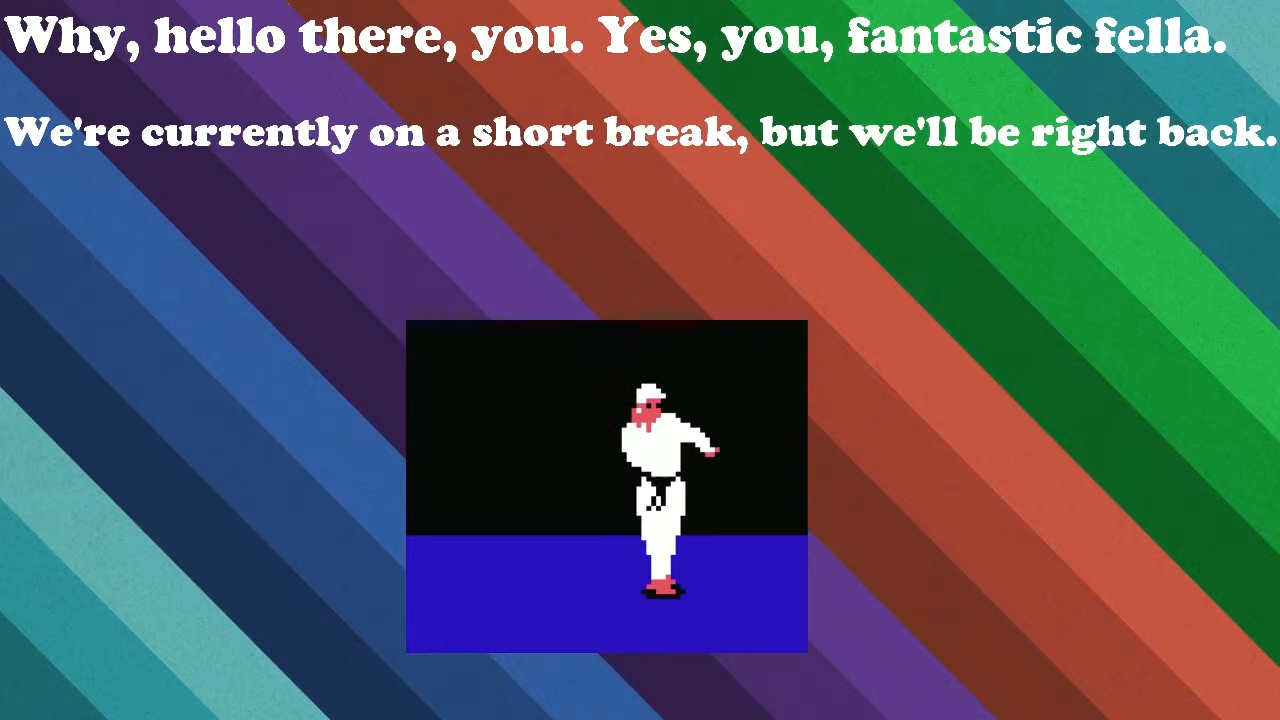 Why, hello there, you. Yes, you, fantastic fella.
We're currently on a short break, but we'll be right back.